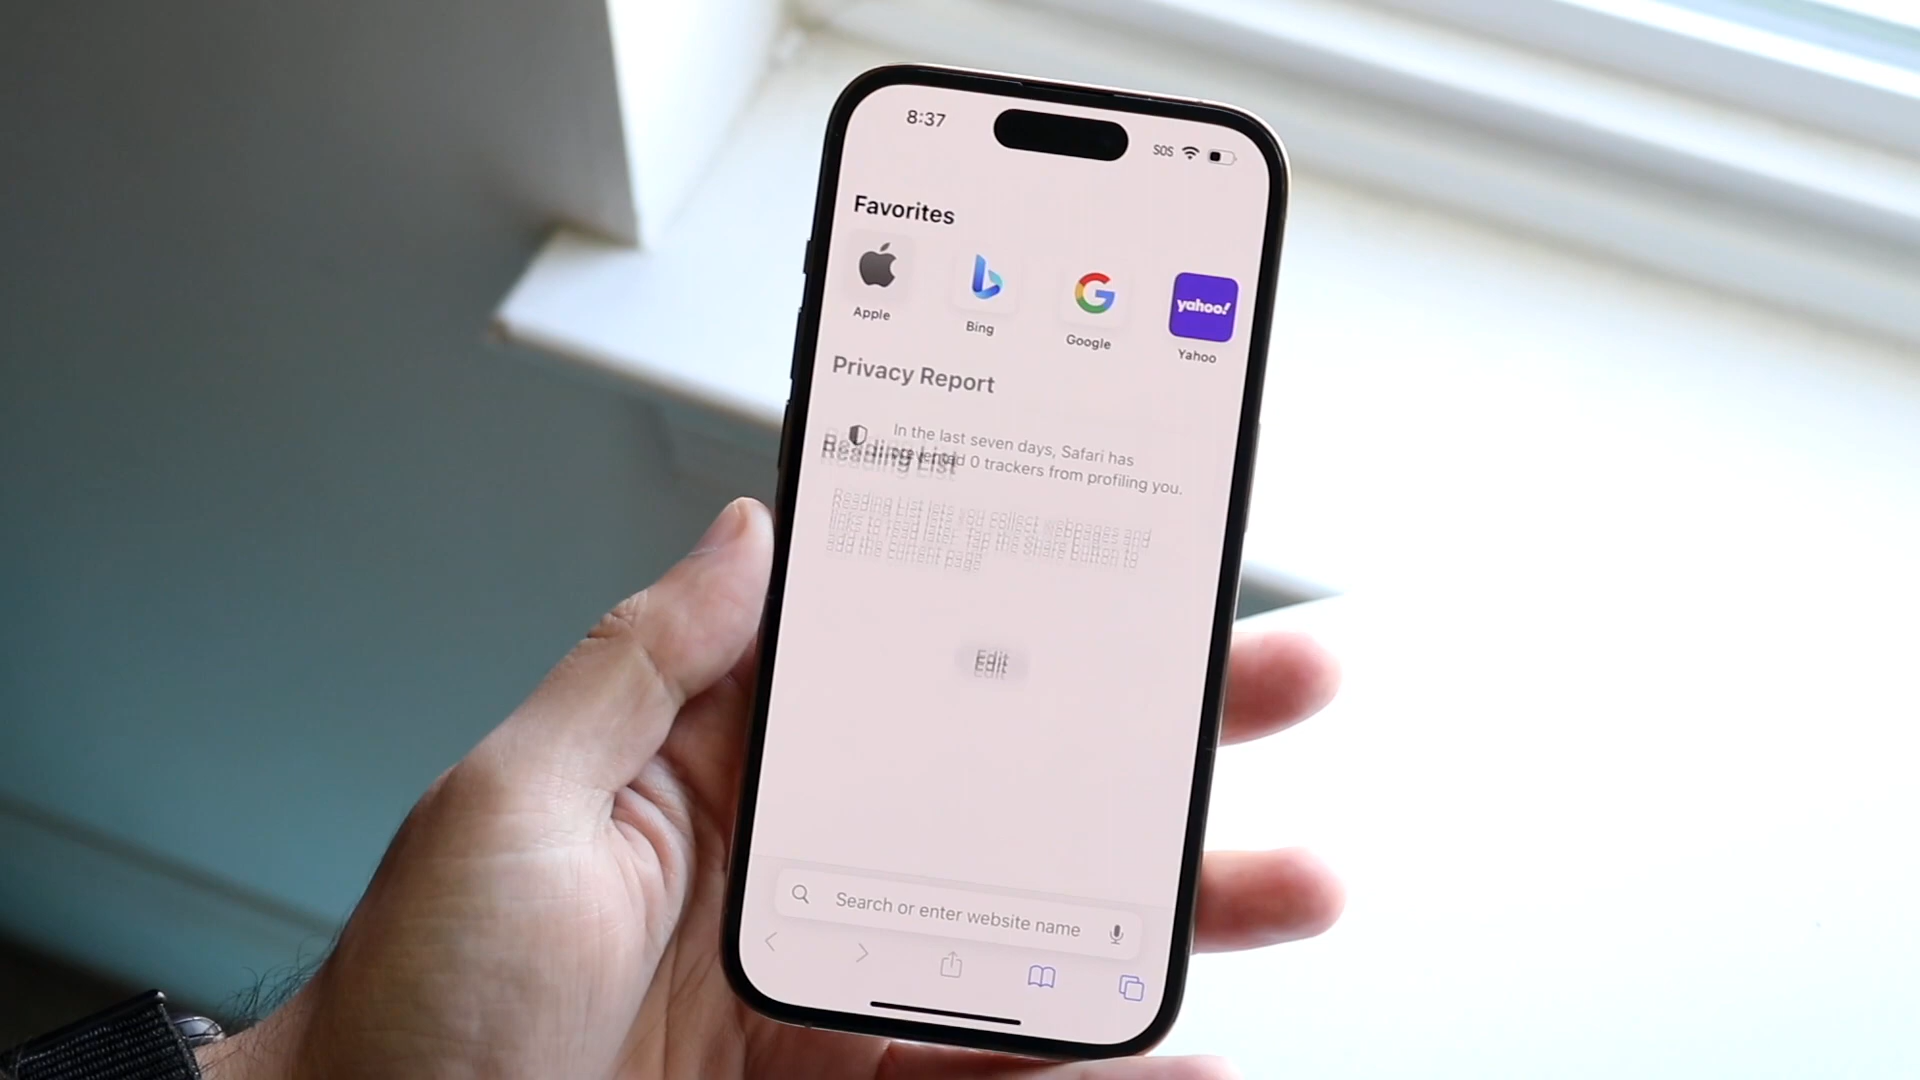 8:37
SOS
Favorites
yahoo!
Apple
Bing
Google
Yahoo
Privacy Report
In the last seven days, Safari has
prevented 0 trackers from profiling you.
Reading List
Reading List lets you collect webpages and
links to read later. Tap the Share Button to
add the current page
Edit
Search or enter website name